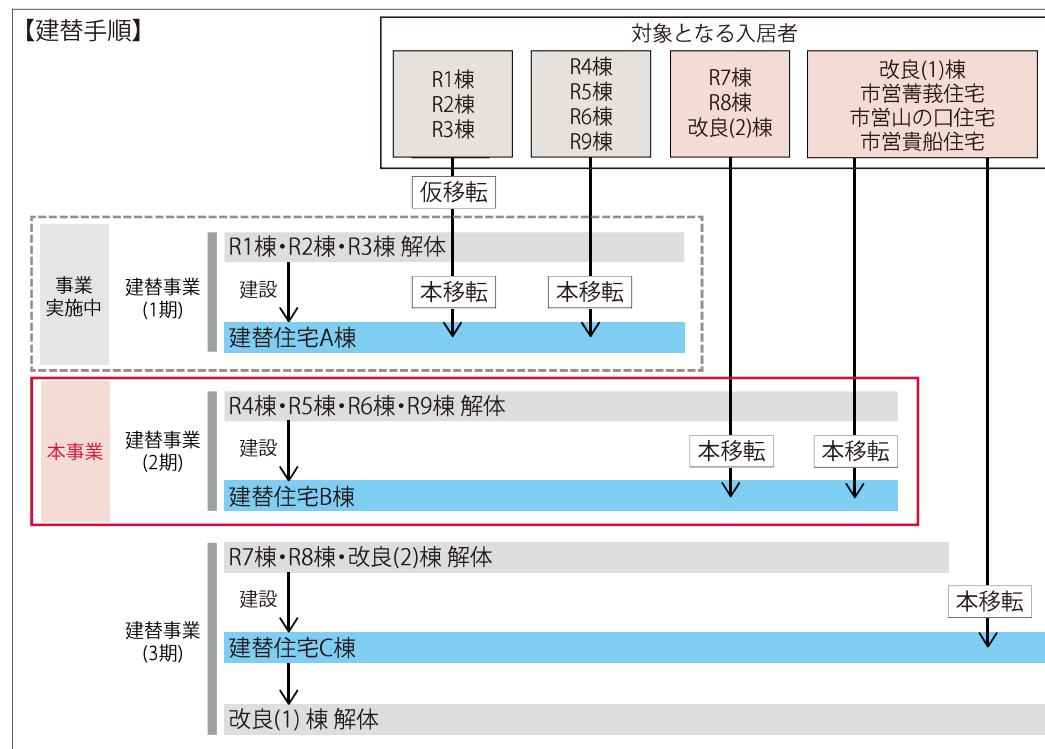 【建替手順】
対象となる入居者
R1棟
R2棟
R3棟
R4棟
R5棟
R6棟
R9棟
R7棟
R8棟
改良(2)棟
改良(1)棟
市営菁莪住宅
市営山の口住宅
市営貴船住宅
仮移転
事業
実施中
建替事業
(1期)
R1棟・R2棟・R3棟 解体
建設
本移転
本移転
建替住宅A棟
本事業
建替事業
(2期)
R4棟・R5棟・R6棟・R9棟 解体
建設
本移転
本移転
建替住宅B棟
建替事業
(3期)
R7棟・R8棟・改良(2)棟 解体
建設
本移転
建替住宅C棟
改良(1) 棟 解体